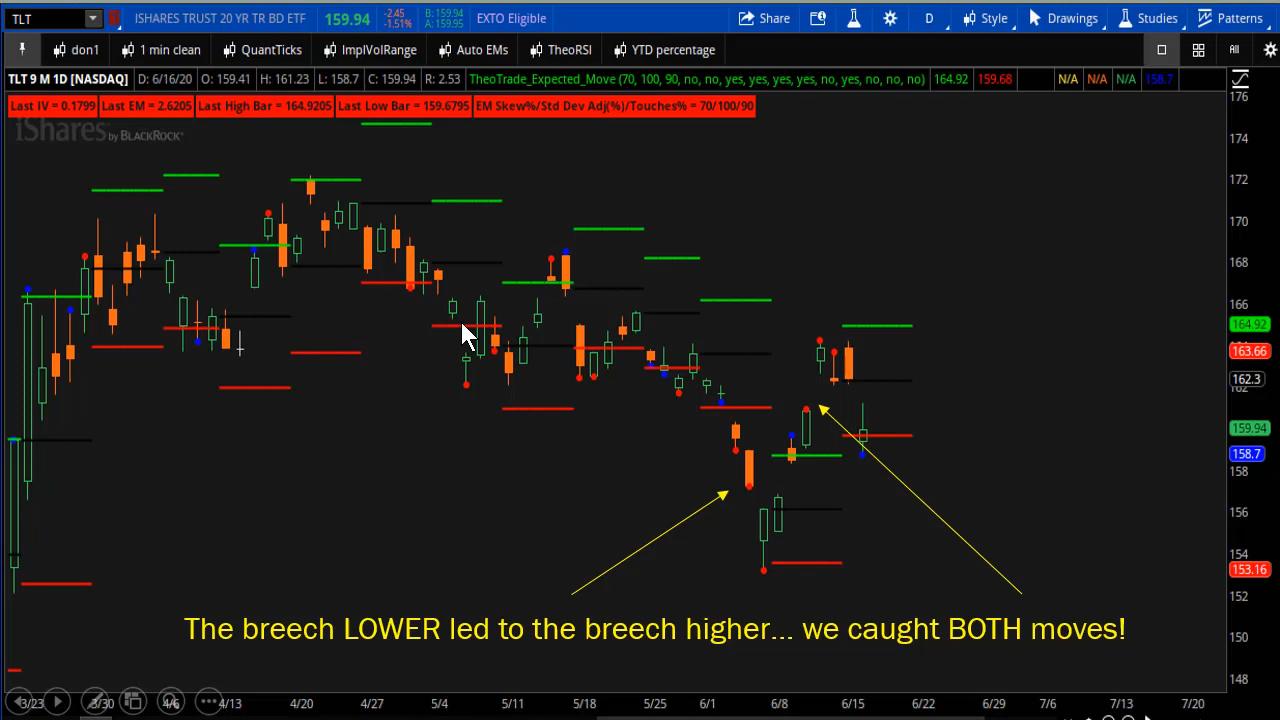 TLT ISHARES TRUST 20 YR TR BD ETF 159.94 -2.45 -1.51% B: 159.94 A: 159.95 EXTO Eligible Share D Style Drawings Studies Patterns
don1 1 min clean QuantTicks ImplVolRange Auto EMs TheoRSI YTD percentage All
TLT 9 M 1D [NASDAQ] D: 6/16/20 O: 159.41 H: 161.23 L: 158.7 C: 159.94 R: 2.53 TheoTrade_Expected_Move (70, 100, 90, no, no, yes, yes, yes, yes, no, yes, no, no, no, no) 164.92 159.68 N/A N/A N/A 158.7
Last IV = 0.1799 Last EM = 2.6205 Last High Bar = 164.9205 Last Low Bar = 159.6795 EM Skew%/Std Dev Adj(%)/Touches% = 70/100/90
iShares by BLACKROCK®
176
174
172
170
168
166
164.92
163.66
162.3
162
159.94
158.7
158
156
154
153.16
152
150
148
The breech LOWER led to the breech higher... we caught BOTH moves!
3/23 3/30 4/6 4/13 4/20 4/27 5/4 5/11 5/18 5/25 6/1 6/8 6/15 6/22 6/29 7/6 7/13 7/20